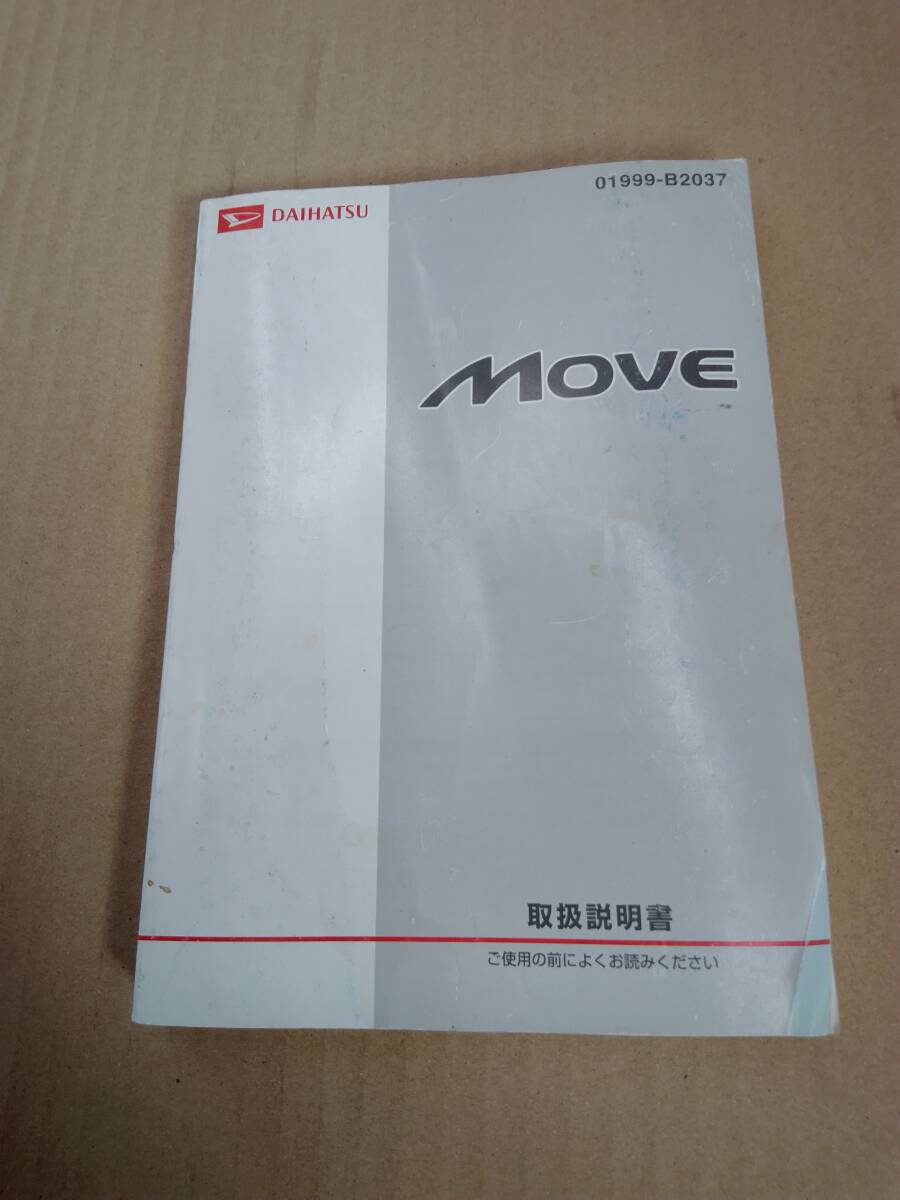 01999-B2037
DAIHATSU
MOVE
取扱説明書
ご使用の前によくお読みください